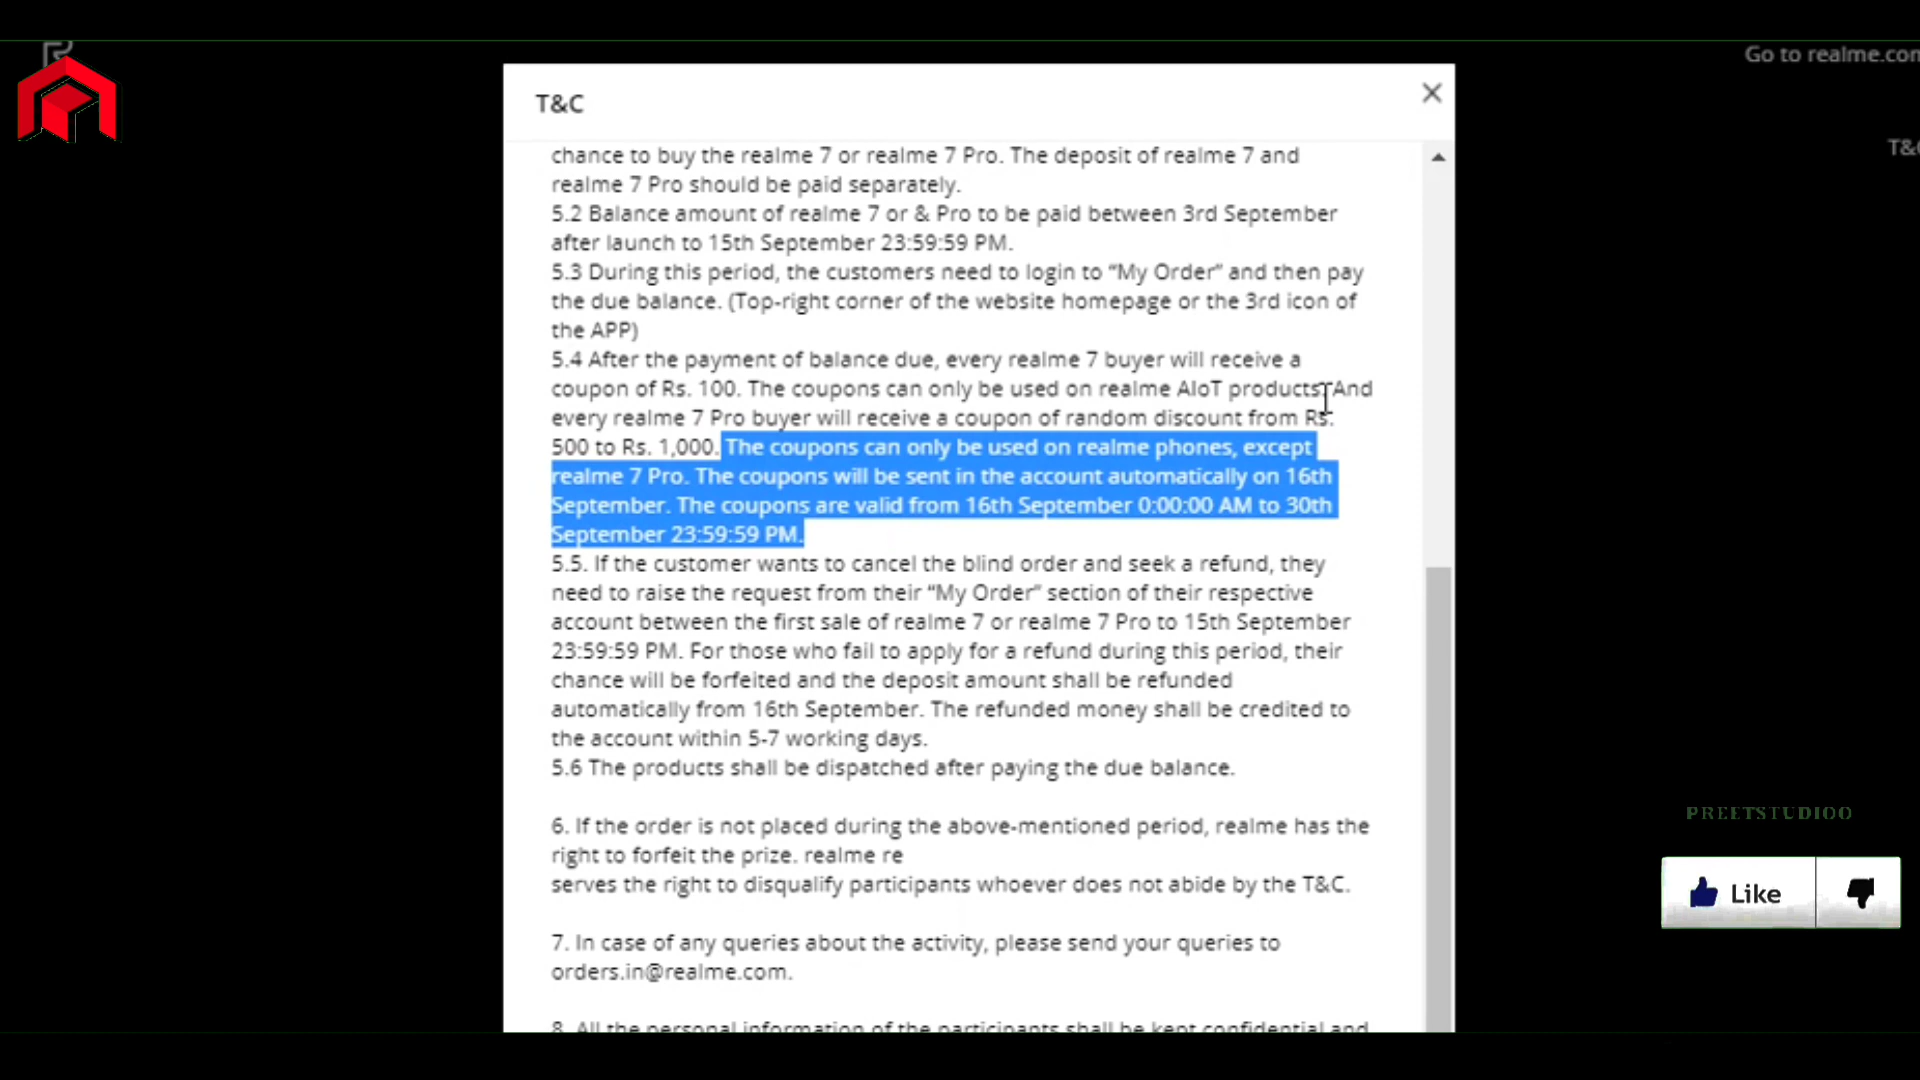 Go to realme.com
T&C
T&C
chance to buy the realme 7 or realme 7 Pro. The deposit of realme 7 and
realme 7 Pro should be paid separately.
5.2 Balance amount of realme 7 or & Pro to be paid between 3rd September
after launch to 15th September 23:59:59 PM.
5.3 During this period, the customers need to login to “My Order” and then pay
the due balance. (Top-right corner of the website homepage or the 3rd icon of
the APP)
5.4 After the payment of balance due, every realme 7 buyer will receive a
coupon of Rs. 100. The coupons can only be used on realme AIoT products. And
every realme 7 Pro buyer will receive a coupon of random discount from Rs.
500 to Rs. 1,000. The coupons can only be used on realme phones, except
realme 7 Pro. The coupons will be sent in the account automatically on 16th
September. The coupons are valid from 16th September 0:00:00 AM to 30th
September 23:59:59 PM.
5.5. If the customer wants to cancel the blind order and seek a refund, they
need to raise the request from their “My Order” section of their respective
account between the first sale of realme 7 or realme 7 Pro to 15th September
23:59:59 PM. For those who fail to apply for a refund during this period, their
chance will be forfeited and the deposit amount shall be refunded
automatically from 16th September. The refunded money shall be credited to
the account within 5-7 working days.
5.6 The products shall be dispatched after paying the due balance.
6. If the order is not placed during the above-mentioned period, realme has the
right to forfeit the prize. realme re
serves the right to disqualify participants whoever does not abide by the T&C.
7. In case of any queries about the activity, please send your queries to
orders.in@realme.com.
8. All the personal information of the participants shall be kept confidential and
PREETSTUDIOO
Like